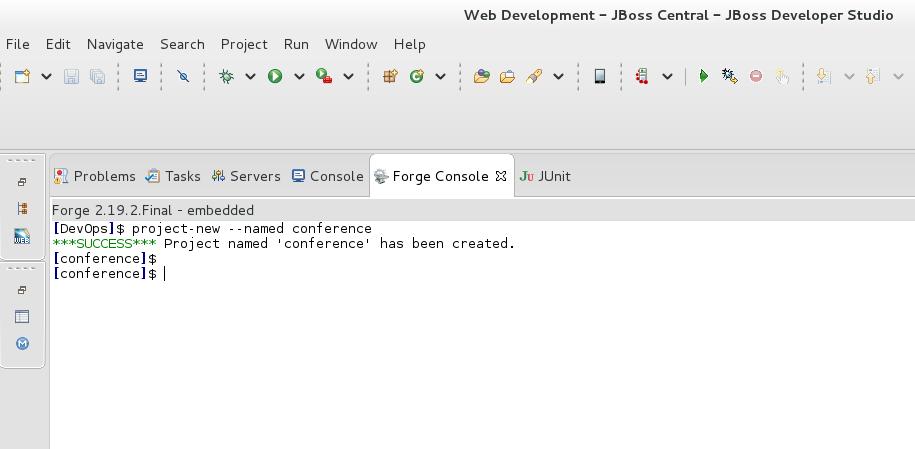 Web Development – JBoss Central – JBoss Developer Studio
File Edit Navigate Search Project Run Window Help
Problems Tasks Servers Console Forge Console JUnit
Forge 2.19.2.Final - embedded
[DevOps]$ project-new --named conference
***SUCCESS*** Project named 'conference' has been created.
[conference]$
[conference]$